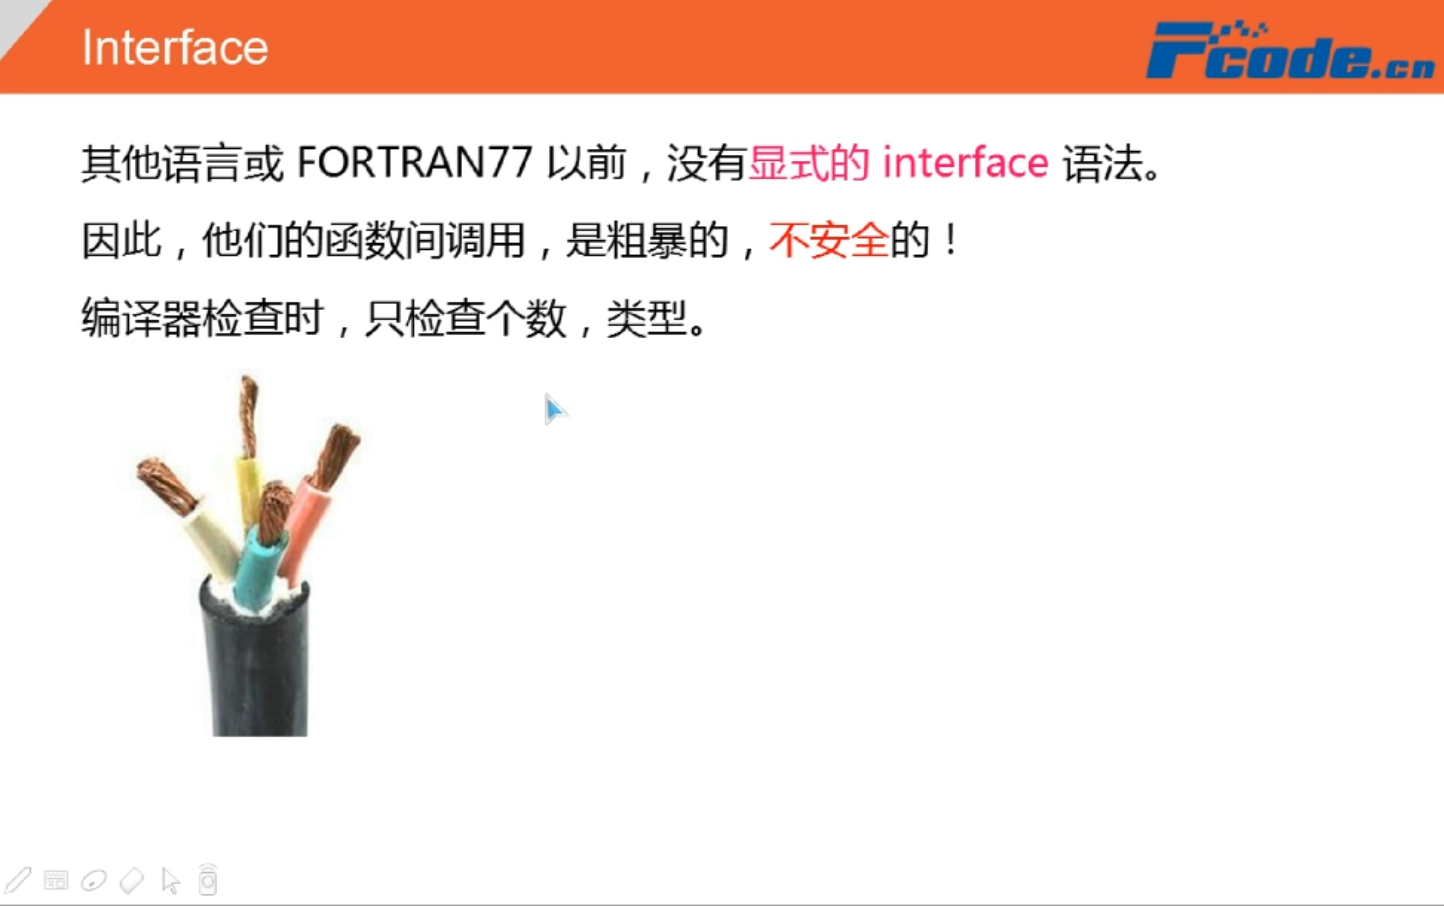 Interface
Fcode.cn
其他语言或 FORTRAN77 以前，没有显式的 interface 语法。
因此，他们的函数间调用，是粗暴的，不安全的！
编译器检查时，只检查个数，类型。